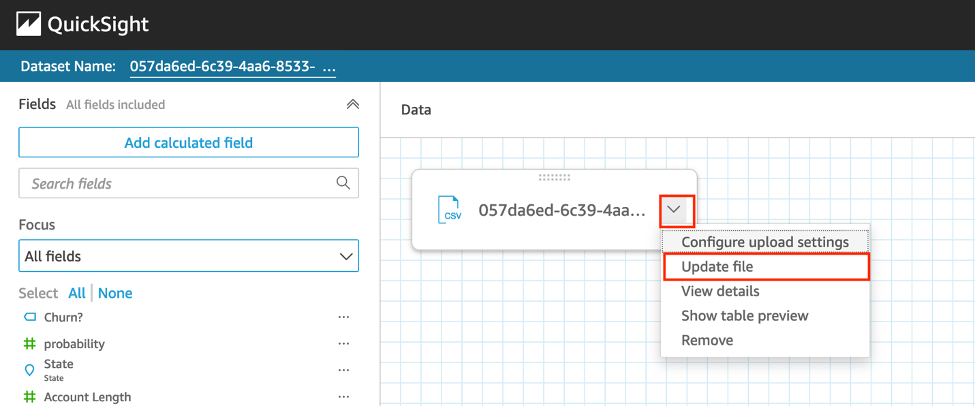 QuickSight
Dataset Name: 057da6ed-6c39-4aa6-8533- ...
Fields All fields included
Add calculated field
Search fields
Focus
All fields
Select All | None
Churn? ...
probability ...
State ...
State
Account Length ...
Data
CSV 057da6ed-6c39-4aa...
Configure upload settings
Update file
View details
Show table preview
Remove